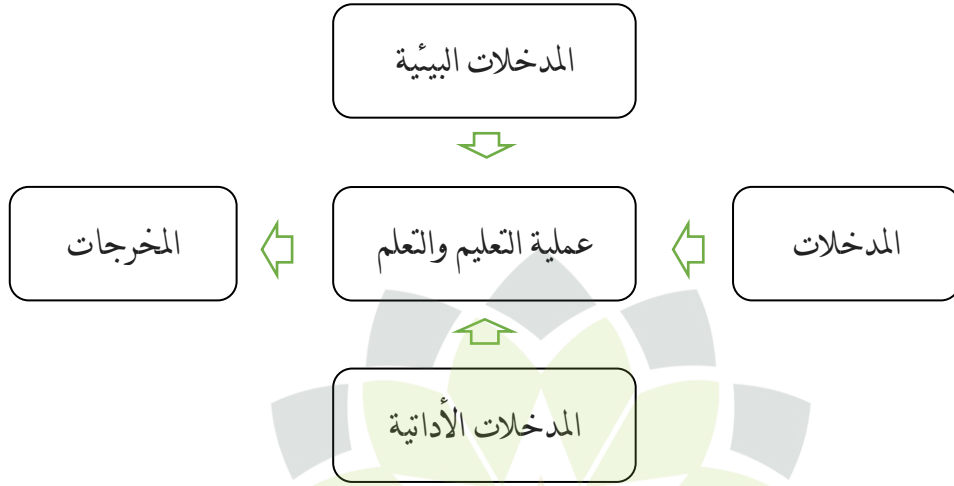 المدخلات البيئية
المدخلات
عملية التعليم والتعلم
المخرجات
المدخلات الأداتية